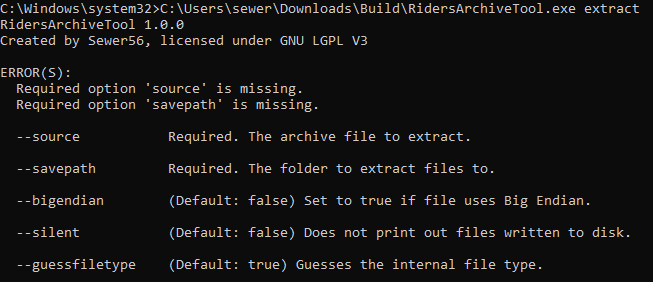 C:\Windows\system32>C:\Users\sewer\Downloads\Build\RidersArchiveTool.exe extract
RidersArchiveTool 1.0.0
Created by Sewer56, licensed under GNU LGPL V3
ERROR(S):
Required option 'source' is missing.
Required option 'savepath' is missing.
--source Required. The archive file to extract.
--savepath Required. The folder to extract files to.
--bigendian (Default: false) Set to true if file uses Big Endian.
--silent (Default: false) Does not print out files written to disk.
--guessfiletype (Default: true) Guesses the internal file type.